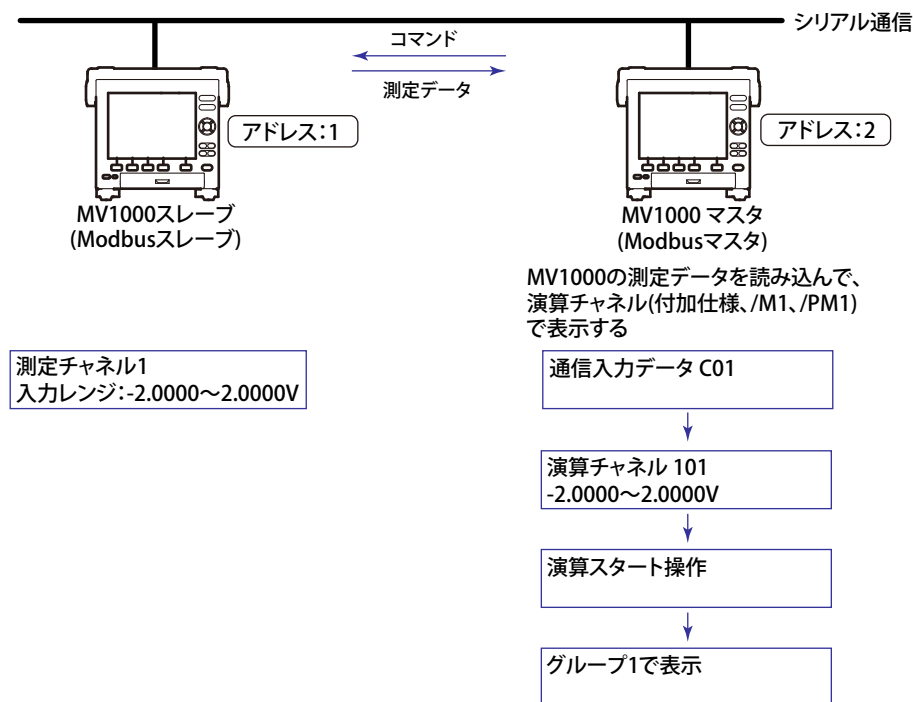 シリアル通信
コマンド
測定データ
アドレス:1
アドレス:2
MV1000スレーブ
(Modbusスレーブ)
MV1000 マスタ
(Modbusマスタ)
MV1000の測定データを読み込んで、
演算チャネル(付加仕様、/M1、/PM1)
で表示する
測定チャネル1
入力レンジ:-2.0000～2.0000V
通信入力データ C01
演算チャネル 101
-2.0000～2.0000V
演算スタート操作
グループ1で表示